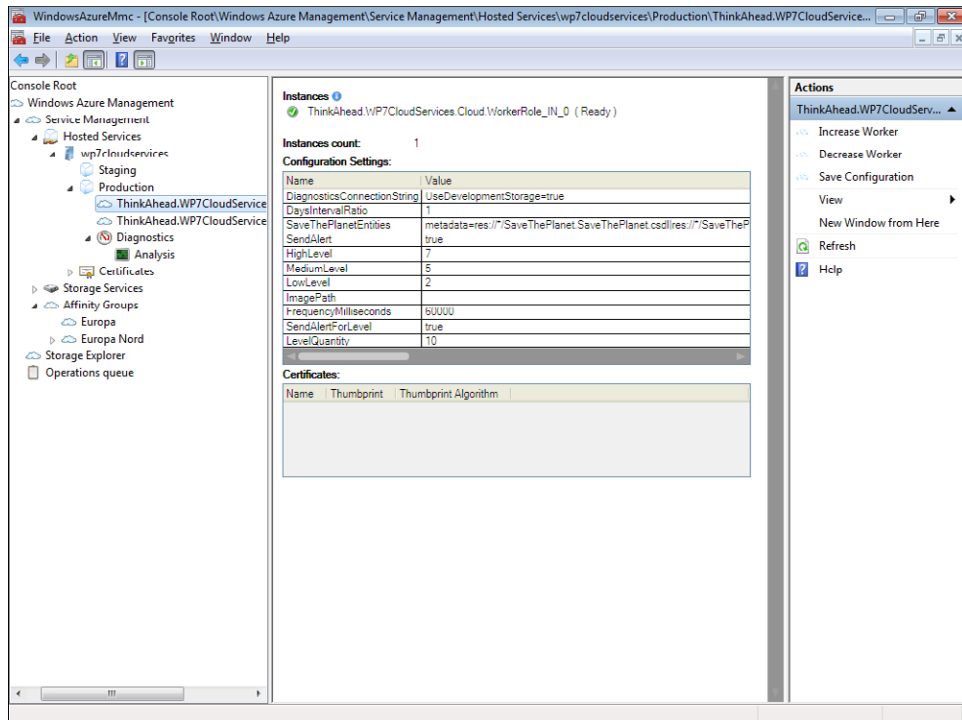 WindowsAzureMmc - [Console Root\Windows Azure Management\Service Management\Hosted Services\wp7cloudservices\Production\ThinkAhead.WP7CloudService...
File Action View Favorites Window Help
Console Root
Windows Azure Management
Service Management
Hosted Services
wp7cloudservices
Staging
Production
ThinkAhead.WP7CloudService
ThinkAhead.WP7CloudService
Diagnostics
Analysis
Certificates
Storage Services
Affinity Groups
Europa
Europa Nord
Storage Explorer
Operations queue
Instances
ThinkAhead.WP7CloudServices.Cloud.WorkerRole_IN_0 ( Ready )
Instances count: 1
Configuration Settings:
Name Value
DiagnosticsConnectionString UseDevelopmentStorage=true
DaysIntervalRatio 1
SaveThePlanetEntities metadata=res://*/SaveThePlanet.SaveThePlanet.csdl|res://*/SaveTheP
SendAlert true
HighLevel 7
MediumLevel 5
LowLevel 2
ImagePath
FrequencyMilliseconds 60000
SendAlertForLevel true
LevelQuantity 10
Certificates:
Name Thumbprint Thumbprint Algorithm
Actions
ThinkAhead.WP7CloudServ...
Increase Worker
Decrease Worker
Save Configuration
View
New Window from Here
Refresh
Help